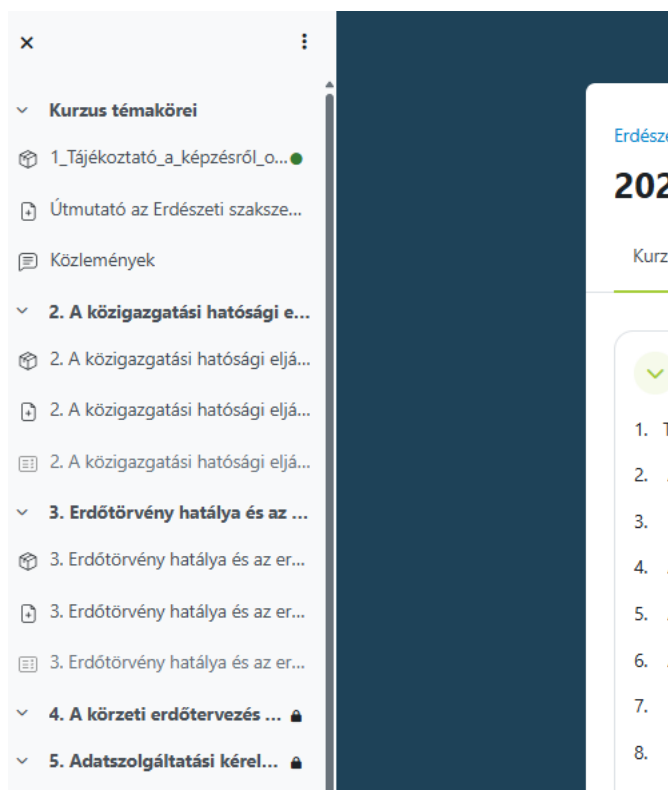 Kurzus témakörei
1_Tájékoztató_a_képzésről_o...
Útmutató az Erdészeti szaksze...
Közlemények
2. A közigazgatási hatósági e...
2. A közigazgatási hatósági eljá...
2. A közigazgatási hatósági eljá...
2. A közigazgatási hatósági eljá...
3. Erdőtörvény hatálya és az ...
3. Erdőtörvény hatálya és az er...
3. Erdőtörvény hatálya és az er...
3. Erdőtörvény hatálya és az er...
4. A körzeti erdőtervezés ...
5. Adatszolgáltatási kérel...
Erdésze
202
Kurz
1. T
2.
3.
4.
5.
6.
7.
8.